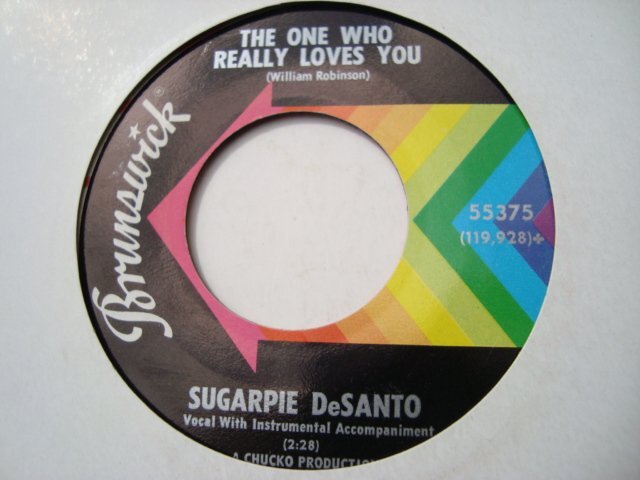 THE ONE WHO
REALLY LOVES YOU
(William Robinson)
Brunswick
55375
(119,928)✤
SUGARPIE DeSANTO
Vocal With Instrumental Accompaniment
(2:28)
A CHUCKO PRODUCTION